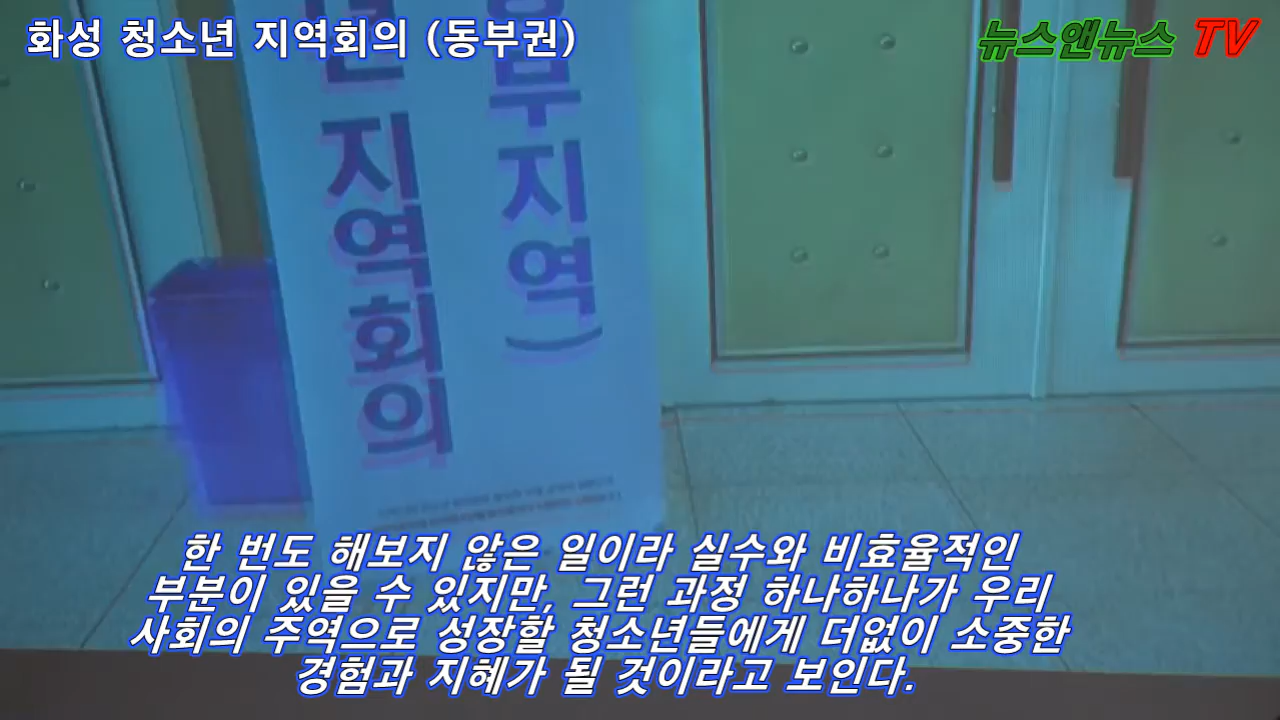 화성 청소년 지역회의 (동부권)
뉴스앤뉴스 TV
부지역)
년 지역회의
한 번도 해보지 않은 일이라 실수와 비효율적인
부분이 있을 수 있지만, 그런 과정 하나하나가 우리
사회의 주역으로 성장할 청소년들에게 더없이 소중한
경험과 지혜가 될 것이라고 보인다.